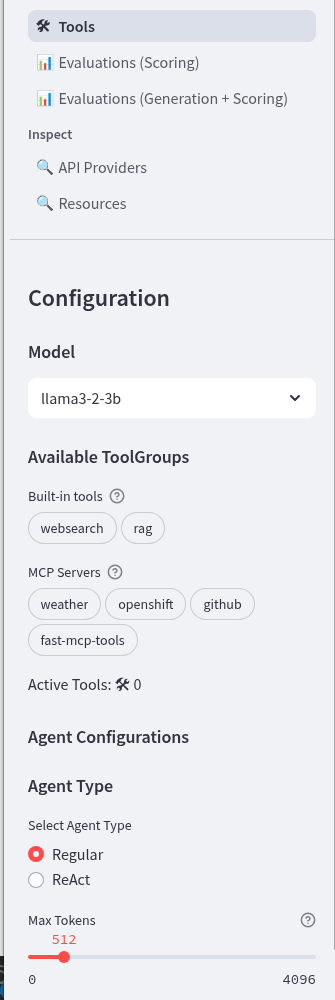 Tools
Evaluations (Scoring)
Evaluations (Generation + Scoring)
Inspect
API Providers
Resources
Configuration
Model
llama3-2-3b
Available ToolGroups
Built-in tools
websearch rag
MCP Servers
weather openshift github
fast-mcp-tools
Active Tools: 🛠 0
Agent Configurations
Agent Type
Select Agent Type
Regular
ReAct
Max Tokens
512
0 4096